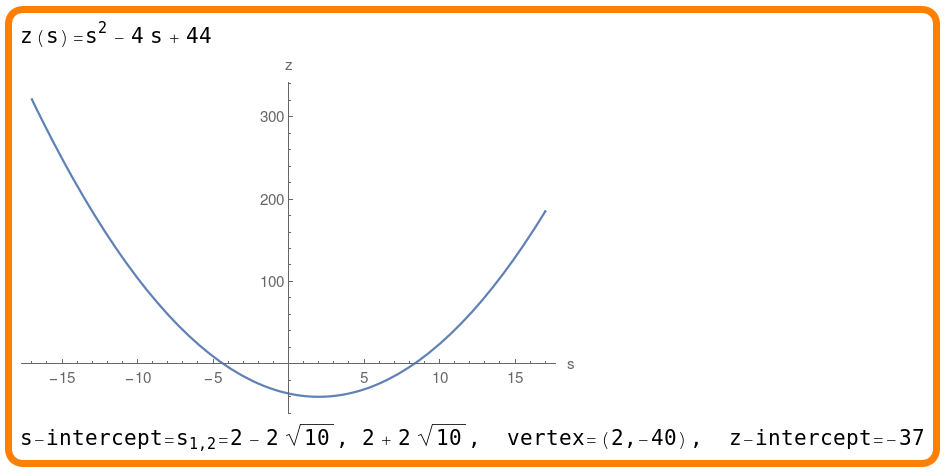 z(s)=s²-4 s+44
z
300
200
100
−15 −10 −5 5 10 15 s
s-intercept=s₁,₂=2-2√10, 2+2√10, vertex=(2,-40), z-intercept=-37